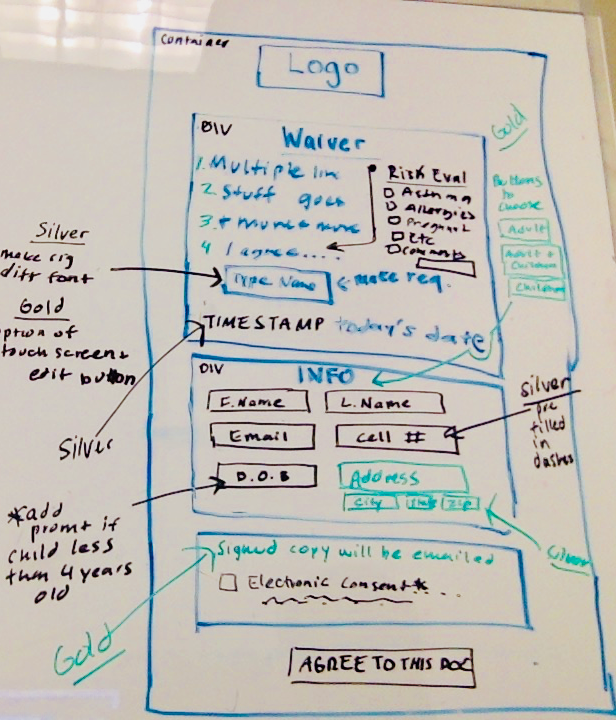 Container
Logo
DIV
Waiver
1. Multiple lin
2. Stuff goes
3. + more + more
4 I agree....
Risk Eval
Asthma
Allergies
Pregnant
Etc
Comments
Type Name
make req.
TIMESTAMP today's date
Gold
Buttons
to
choose
Adult
Adult +
Children
Children
Silver
make sig
diff font
Gold
option of
touch screen +
edit button
Silver
DIV
INFO
F.Name
L.Name
Email
Cell #
D.O.B
Address
City State Zip
Silver
pre
filled
in
dashes
Silver
*add
promt if
child less
than 4 years
old
Gold
Signed copy will be emailed
Electronic Consent*....
AGREE TO THIS DOC